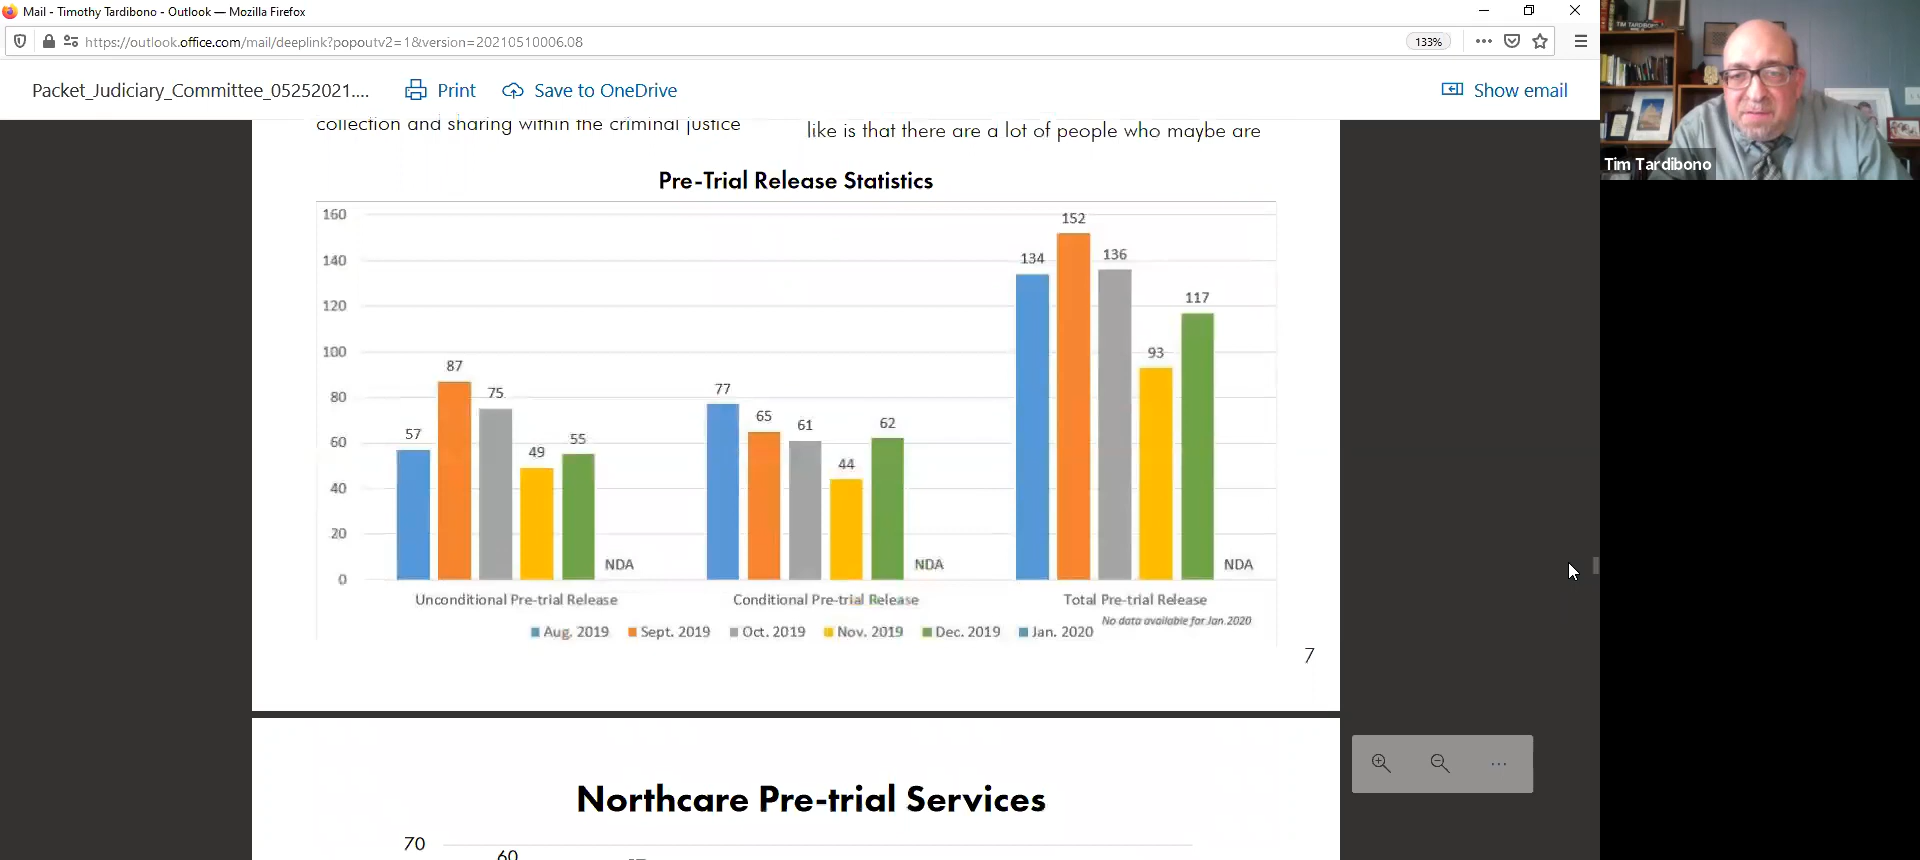 Mail - Timothy Tardibono - Outlook — Mozilla Firefox
https://outlook.office.com/mail/deeplink?popoutv2=1&version=20210510006.08
133%
Packet_Judiciary_Committee_05252021....
Print
Save to OneDrive
Show email
collection and sharing within the criminal justice
like is that there are a lot of people who maybe are
Pre-Trial Release Statistics
160
140
120
100
80
60
40
20
0
57
87
75
49
55
NDA
77
65
61
44
62
NDA
134
152
136
93
117
NDA
Unconditional Pre-trial Release
Conditional Pre-trial Release
Total Pre-trial Release
No data available for Jan.2020
Aug. 2019
Sept. 2019
Oct. 2019
Nov. 2019
Dec. 2019
Jan. 2020
7
Northcare Pre-trial Services
70
60
TIM TARDIBONO
Tim Tardibono